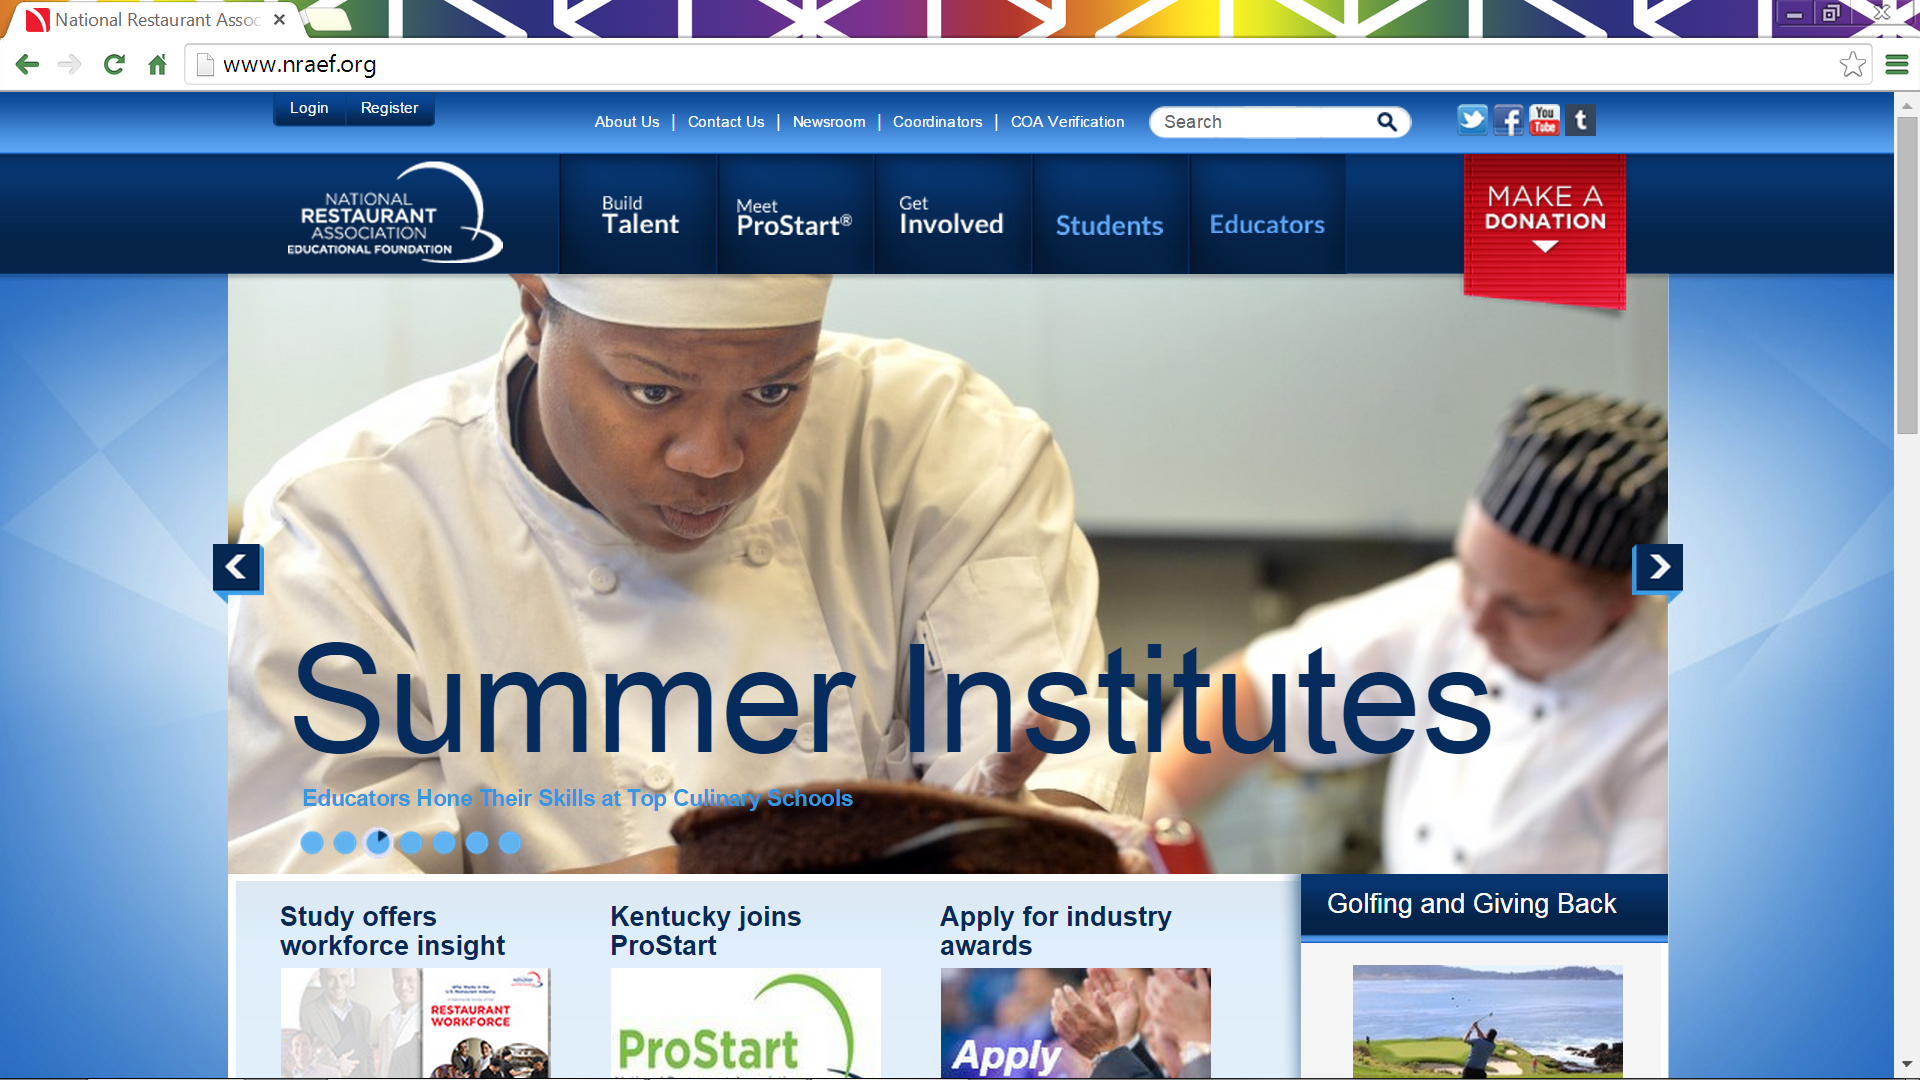 National Restaurant Assoc
www.nraef.org
Login Register
About Us | Contact Us | Newsroom | Coordinators | COA Verification
Search
You
Tube
NATIONAL
RESTAURANT
ASSOCIATION
EDUCATIONAL FOUNDATION
Build
Talent
Meet
ProStart®
Get
Involved
Students
Educators
MAKE A
DONATION
Summer Institutes
Educators Hone Their Skills at Top Culinary Schools
Study offers
workforce insight
RESTAURANT
WORKFORCE
Kentucky joins
ProStart
ProStart
Apply for industry
awards
Apply
Golfing and Giving Back